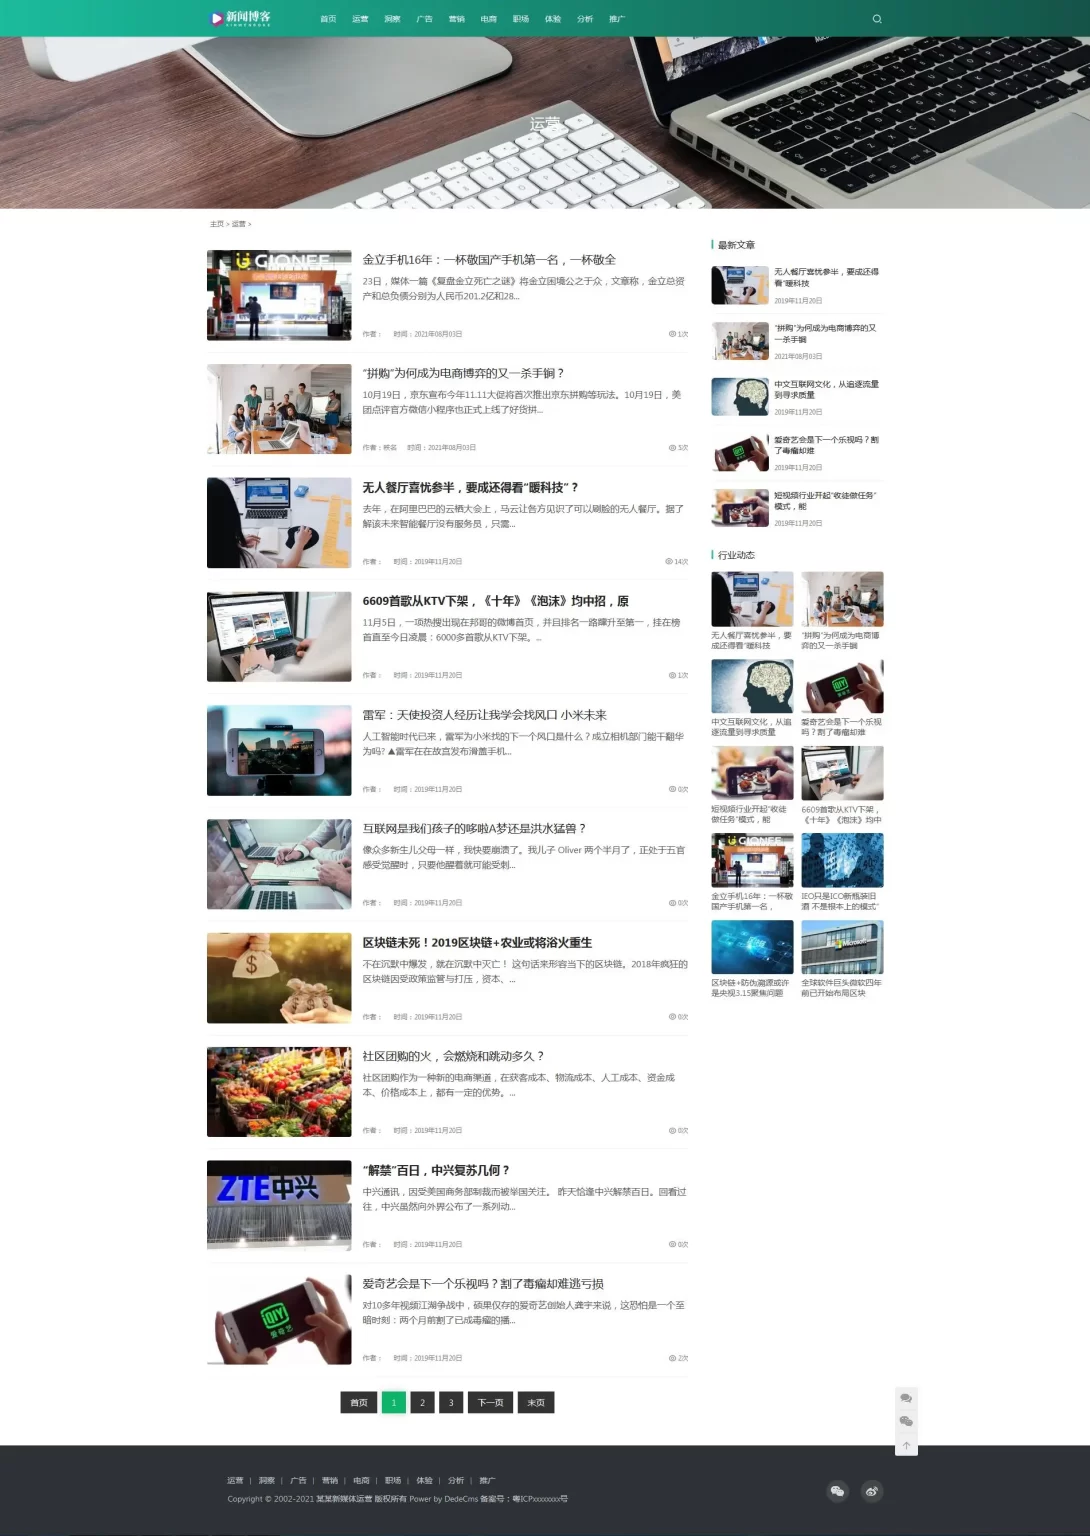 新闻博客
首页 运营 洞察 广告 营销 电商 职场 体验 分析 推广
运营
主页 > 运营 >
金立手机16年：一杯敬国产手机第一名，一杯敬全
23日，媒体一篇《复盘金立死亡之谜》将金立困境公之于众，文章称，金立总资
产和总负债分别为人民币201.2亿和28...
作者： 时间：2021年08月03日 1次
“拼购”为何成为电商博弈的又一杀手锏？
10月19日，京东宣布今年11.11大促将首次推出京东拼购等玩法。10月19日，美
团点评官方微信小程序也正式上线了好货拼...
作者：秩名 时间：2021年08月03日 5次
无人餐厅喜忧参半，要成还得看“暖科技”？
去年，在阿里巴巴的云栖大会上，马云让各方见识了可以刷脸的无人餐厅。据了
解该未来智能餐厅没有服务员，只需...
作者： 时间：2019年11月20日 14次
6609首歌从KTV下架，《十年》《泡沫》均中招，原
11月5日，一项热搜出现在邦哥的微博首页，并且排名一路蹿升至第一，挂在榜
首直至今日凌晨：6000多首歌从KTV下架。...
作者： 时间：2019年11月20日 1次
雷军：天使投资人经历让我学会找风口 小米未来
人工智能时代已来，雷军为小米找的下一个风口是什么？成立相机部门能干翻华
为吗? ▲雷军在在故宫发布滑盖手机...
作者： 时间：2019年11月20日 0次
互联网是我们孩子的哆啦A梦还是洪水猛兽？
像众多新生儿父母一样，我快要崩溃了。我儿子 Oliver 两个半月了，正处于五官
感受觉醒时，只要他醒着就可能受刺...
作者： 时间：2019年11月20日 0次
区块链未死！2019区块链+农业或将浴火重生
不在沉默中爆发，就在沉默中灭亡！ 这句话来形容当下的区块链。2018年疯狂的
区块链因受政策监管与打压，资本、...
作者： 时间：2019年11月20日 0次
社区团购的火，会燃烧和跳动多久？
社区团购作为一种新的电商渠道，在获客成本、物流成本、人工成本、资金成
本、价格成本上，都有一定的优势。...
作者： 时间：2019年11月20日 0次
“解禁”百日，中兴复苏几何？
中兴通讯，因受美国商务部制裁而被举国关注。 昨天恰逢中兴解禁百日。回看过
往，中兴虽然向外界公布了一系列动...
作者： 时间：2019年11月20日 0次
爱奇艺会是下一个乐视吗？割了毒瘤却难逃亏损
对10多年视频江湖争战中，硕果仅存的爱奇艺创始人龚宇来说，这恐怕是一个至
暗时刻：两个月前割了已成毒瘤的播...
作者： 时间：2019年11月20日 2次
GIONEE
ZTE中兴
爱奇艺
首页 1 2 3 下一页 末页
最新文章
无人餐厅喜忧参半，要成还得
看“暖科技
2019年11月20日
“拼购”为何成为电商博弈的又
一杀手锏
2021年08月03日
中文互联网文化，从追逐流量
到寻求质量
2019年11月20日
爱奇艺会是下一个乐视吗？割
了毒瘤却难
2019年11月20日
短视频行业开起“收徒做任务”
模式，能
2019年11月20日
行业动态
无人餐厅喜忧参半，要
成还得看“暖科技
“拼购”为何成为电商博
弈的又一杀手锏
中文互联网文化，从追
逐流量到寻求质量
爱奇艺会是下一个乐视
吗？割了毒瘤却难
短视频行业开起“收徒
做任务”模式，能
6609首歌从KTV下架，
《十年》《泡沫》均中
GIONEE
金立手机16年：一杯敬
国产手机第一名，
IEO只是ICO新瓶装旧
酒 不是根本上的模式“
Microsoft
区块链+防伪溯源或许
是央视3.15聚焦问题
全球软件巨头微软四年
前已开始布局区块
运营 | 洞察 | 广告 | 营销 | 电商 | 职场 | 体验 | 分析 | 推广
Copyright © 2002-2021 某某新媒体运营 版权所有 Power by DedeCms 备案号：粤ICPxxxxxxxx号